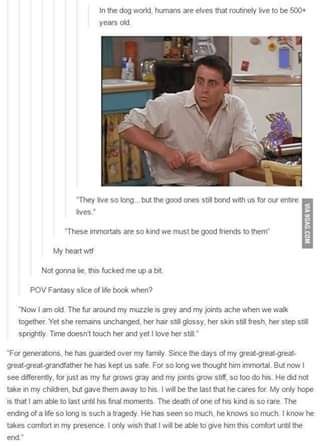 In the dog world, humans are elves that routinely live to be 500+
years old.
"They live so long... but the good ones still bond with us for our entire
lives."
"These immortals are so kind we must be good friends to them"
My heart wtf
Not gonna lie, this fucked me up a bit.
POV Fantasy slice of life book when?
"Now I am old. The fur around my muzzle is grey and my joints ache when we walk
together. Yet she remains unchanged, her hair still glossy, her skin still fresh, her step still
sprightly. Time doesn't touch her and yet I love her still."
"For generations, he has guarded over my family. Since the days of my great-great-great-
great-great-grandfather he has kept us safe. For so long we thought him immortal. But now I
see differently, for just as my fur grows gray and my joints grow stiff, so too do his. He did not
take in my children, but gave them away to his. I will be the last that he cares for. My only hope
is that I am able to last until his final moments. The death of one of his kind is so rare. The
ending of a life so long is such a tragedy. He has seen so much, he knows so much. I know he
takes comfort in my presence. I only wish that I will be able to give him this comfort until the
end."
VIA 9GAG.COM